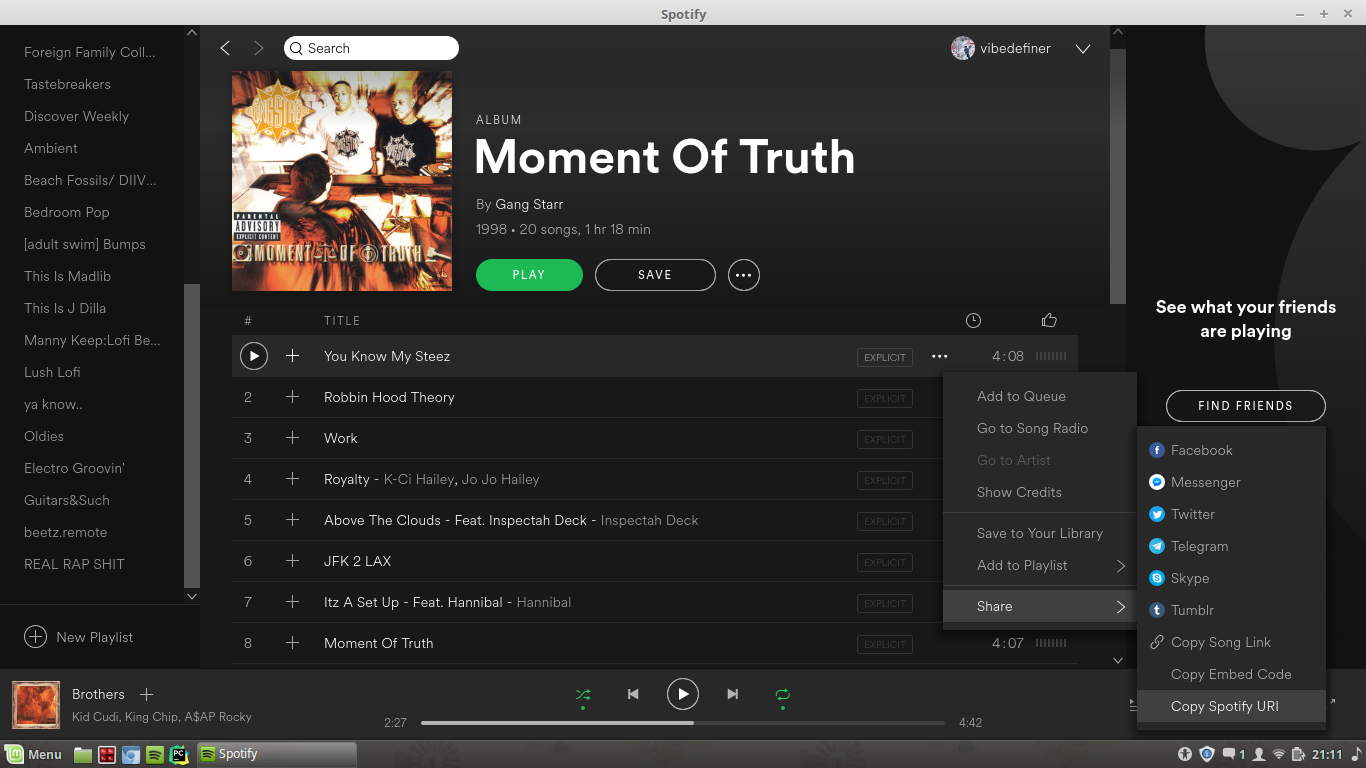 Spotify
Foreign Family Coll...
Tastebreakers
Discover Weekly
Ambient
Beach Fossils/ DIIV...
Bedroom Pop
[adult swim] Bumps
This Is Madlib
This Is J Dilla
Manny Keep:Lofi Be...
Lush Lofi
ya know..
Oldies
Electro Groovin'
Guitars&Such
beetz.remote
REAL RAP SHIT
New Playlist
Search
vibedefiner
GANG STARR
PARENTAL
ADVISORY
EXPLICIT CONTENT
MOMENT OF TRUTH
ALBUM
Moment Of Truth
By Gang Starr
1998 • 20 songs, 1 hr 18 min
PLAY
SAVE
# TITLE
You Know My Steez EXPLICIT 4:08
2 Robbin Hood Theory EXPLICIT
3 Work EXPLICIT
4 Royalty - K-Ci Hailey, Jo Jo Hailey EXPLICIT
5 Above The Clouds - Feat. Inspectah Deck - Inspectah Deck EXPLICIT
6 JFK 2 LAX EXPLICIT
7 Itz A Set Up - Feat. Hannibal - Hannibal EXPLICIT
8 Moment Of Truth EXPLICIT 4:07
Add to Queue
Go to Song Radio
Go to Artist
Show Credits
Save to Your Library
Add to Playlist
Share
See what your friends
are playing
FIND FRIENDS
Facebook
Messenger
Twitter
Telegram
Skype
Tumblr
Copy Song Link
Copy Embed Code
Copy Spotify URI
Brothers
Kid Cudi, King Chip, A$AP Rocky
2:27
4:42
Menu
PC
Spotify
1
21:11